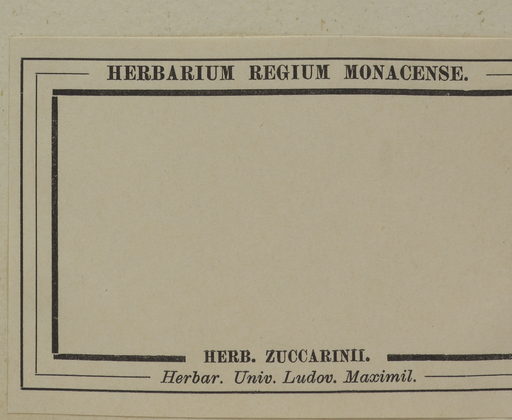 HERBARIUM REGIUM MONACENSE.
HERB. ZUCCARINII.
Herbar. Univ. Ludov. Maximil.